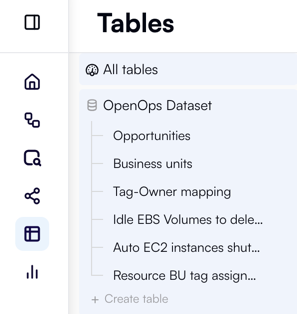 Tables
All tables
OpenOps Dataset
Opportunities
Business units
Tag-Owner mapping
Idle EBS Volumes to dele...
Auto EC2 instances shut...
Resource BU tag assign...
+ Create table